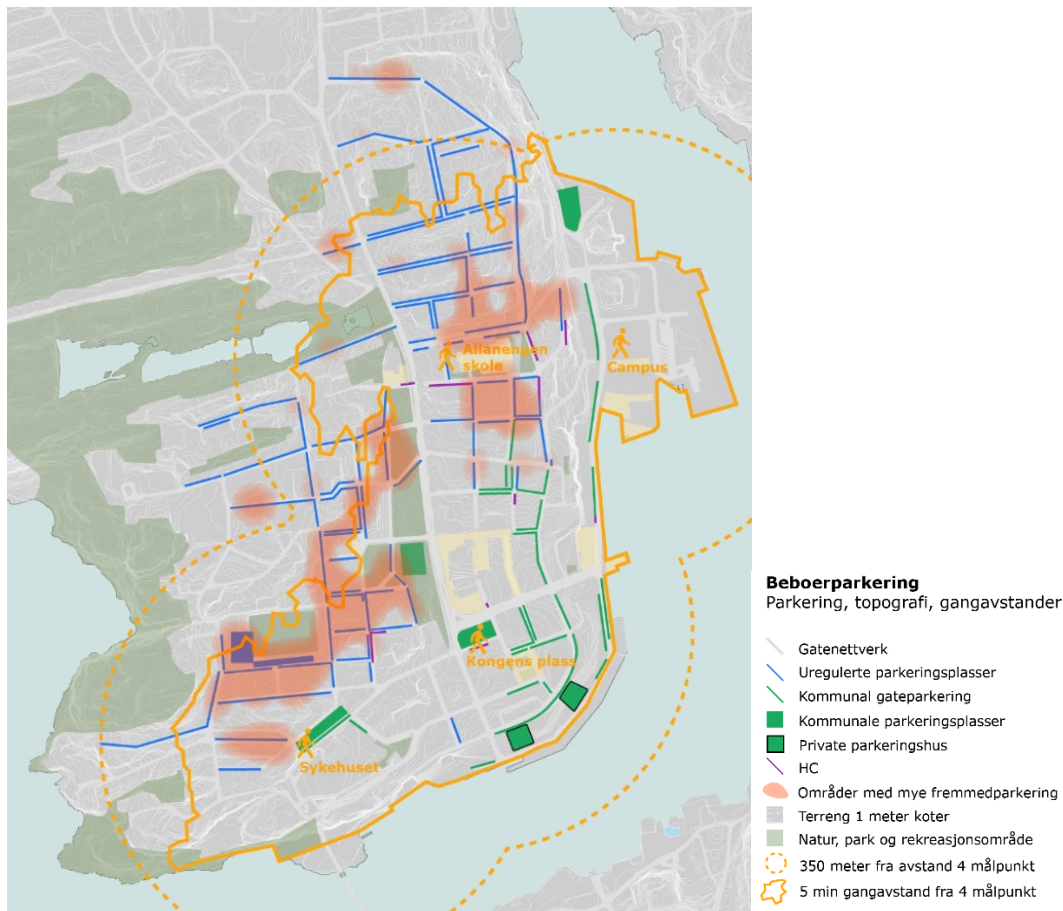 Allanengen
skole
Campus
Kongens plass
Sykehuset
Beboerparkering
Parkering, topografi, gangavstander
Gatenettverk
Uregulerte parkeringsplasser
Kommunal gateparkering
Kommunale parkeringsplasser
Private parkeringshus
HC
Områder med mye fremmedparkering
Terreng 1 meter koter
Natur, park og rekreasjonsområde
350 meter fra avstand 4 målpunkt
5 min gangavstand fra 4 målpunkt